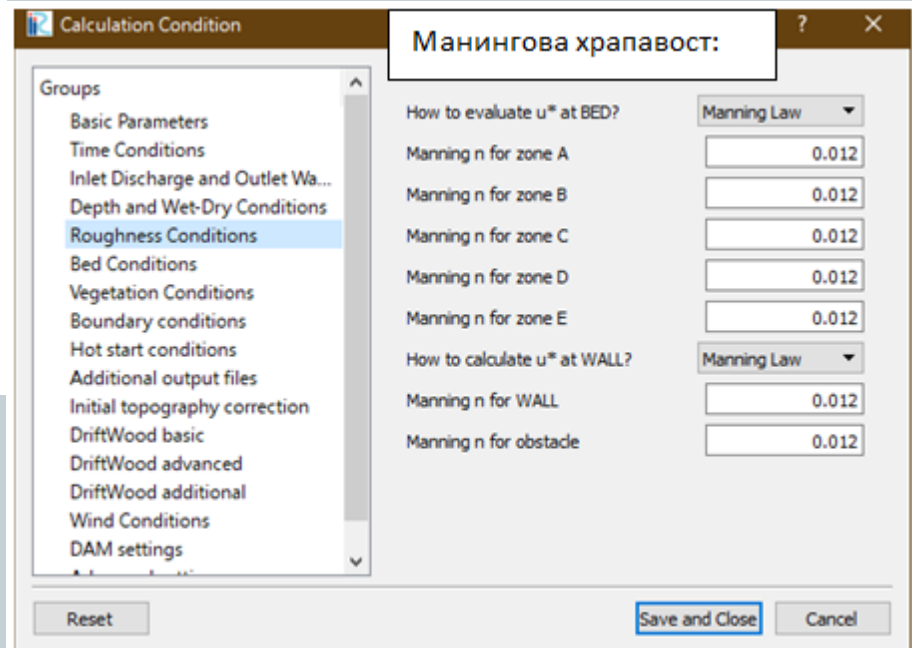 Calculation Condition
Манингова храпавост:
?
Groups
Basic Parameters
Time Conditions
Inlet Discharge and Outlet Wa...
Depth and Wet-Dry Conditions
Roughness Conditions
Bed Conditions
Vegetation Conditions
Boundary conditions
Hot start conditions
Additional output files
Initial topography correction
DriftWood basic
DriftWood advanced
DriftWood additional
Wind Conditions
DAM settings
How to evaluate u* at BED? Manning Law
Manning n for zone A 0.012
Manning n for zone B 0.012
Manning n for zone C 0.012
Manning n for zone D 0.012
Manning n for zone E 0.012
How to calculate u* at WALL? Manning Law
Manning n for WALL 0.012
Manning n for obstacle 0.012
Reset Save and Close Cancel